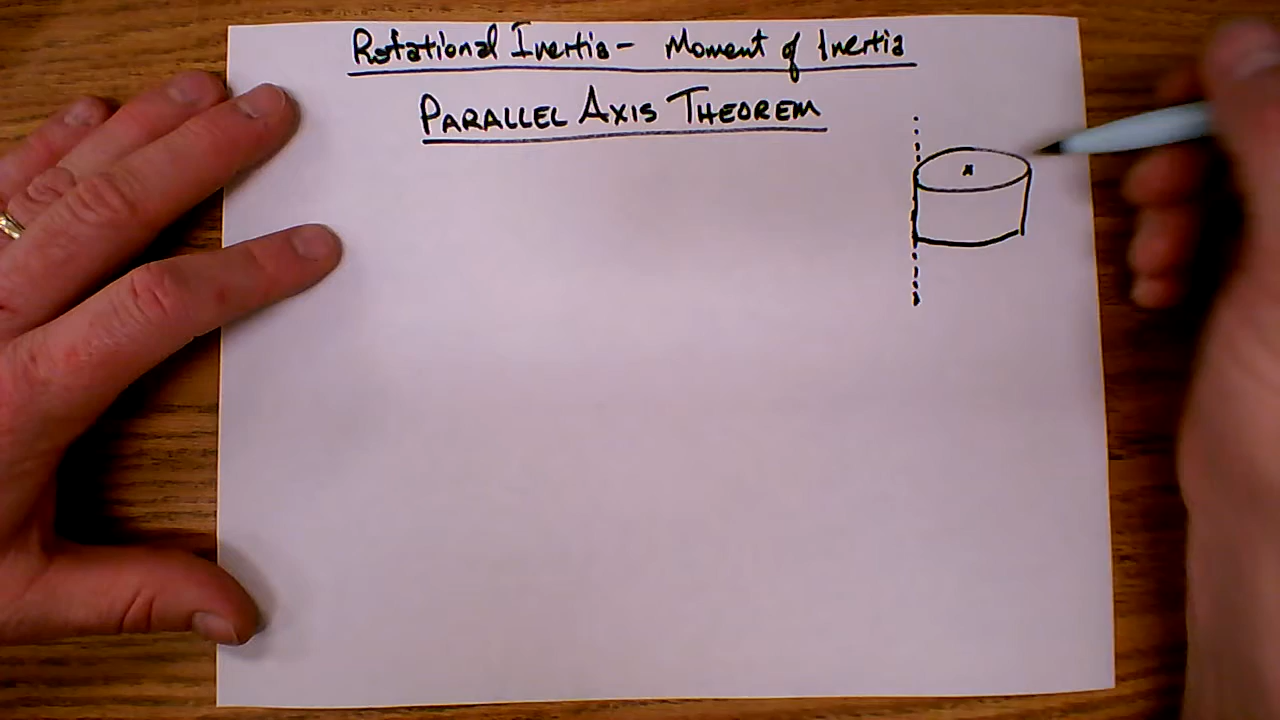 Rotational Inertia - Moment of Inertia
PARALLEL AXIS THEOREM